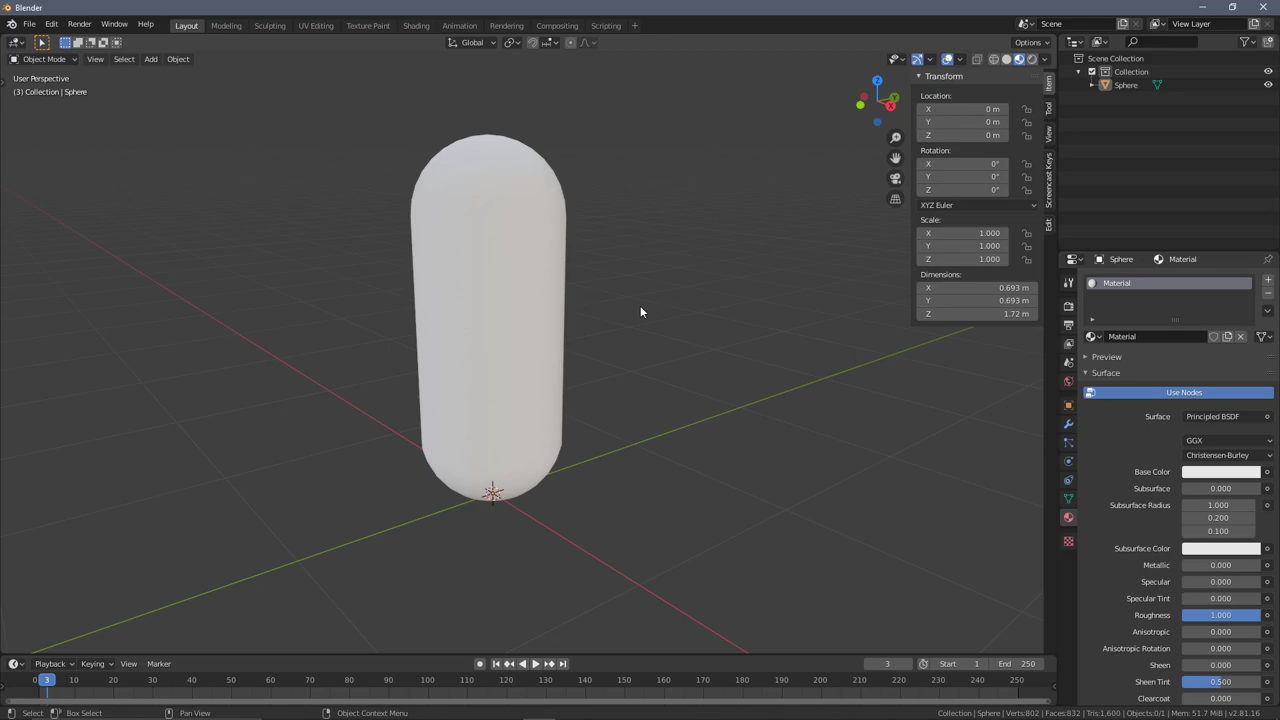 Blender
File Edit Render Window Help
Layout Modeling Sculpting UV Editing Texture Paint Shading Animation Rendering Compositing Scripting +
Scene
View Layer
Global
Options
Object Mode View Select Add Object
User Perspective
(3) Collection | Sphere
Z
Y
X
Transform
Location:
X 0 m
Y 0 m
Z 0 m
Rotation:
X 0°
Y 0°
Z 0°
XYZ Euler
Scale:
X 1.000
Y 1.000
Z 1.000
Dimensions:
X 0.693 m
Y 0.693 m
Z 1.72 m
Item
Tool
View
Screencast Keys
Edit
Scene Collection
Collection
Sphere
Sphere Material
Material
Material
Preview
Surface
Use Nodes
Surface Principled BSDF
GGX
Christensen-Burley
Base Color
Subsurface 0.000
Subsurface Radius 1.000
0.200
0.100
Subsurface Color
Metallic 0.000
Specular 0.000
Specular Tint 0.000
Roughness 1.000
Anisotropic 0.000
Anisotropic Rotation 0.000
Sheen 0.000
Sheen Tint 0.500
Clearcoat 0.000
Playback Keying View Marker
3
Start 1
End 250
0 3 10 20 30 40 50 60 70 80 90 100 110 120 130 140 150 160 170 180 190 200 210 220 230 240 250
Select Box Select Pan View Object Context Menu
Collection | Sphere | Verts:802 | Faces:832 | Tris:1,600 | Objects:0/1 | Mem: 51.7 MiB | v2.81.16